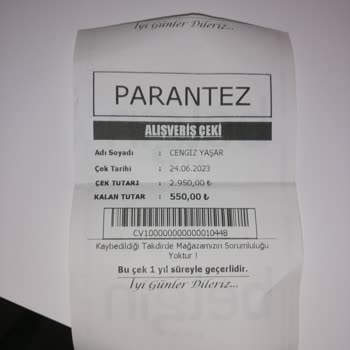 İyi Günler Dileriz...
PARANTEZ
ALIŞVERİŞ ÇEKİ
Adı Soyadı : CENGİZ YAŞAR
Çek Tarihi : 24.06.2023
ÇEK TUTARI : 2.950,00 ₺
KALAN TUTAR : 550,00 ₺
CV10000000000010448
Kaybedildiği Takdirde Mağazamızın Sorumluluğu
Yoktur !
Bu çek 1 yıl süreyle geçerlidir.
İyi Günler Dileriz...